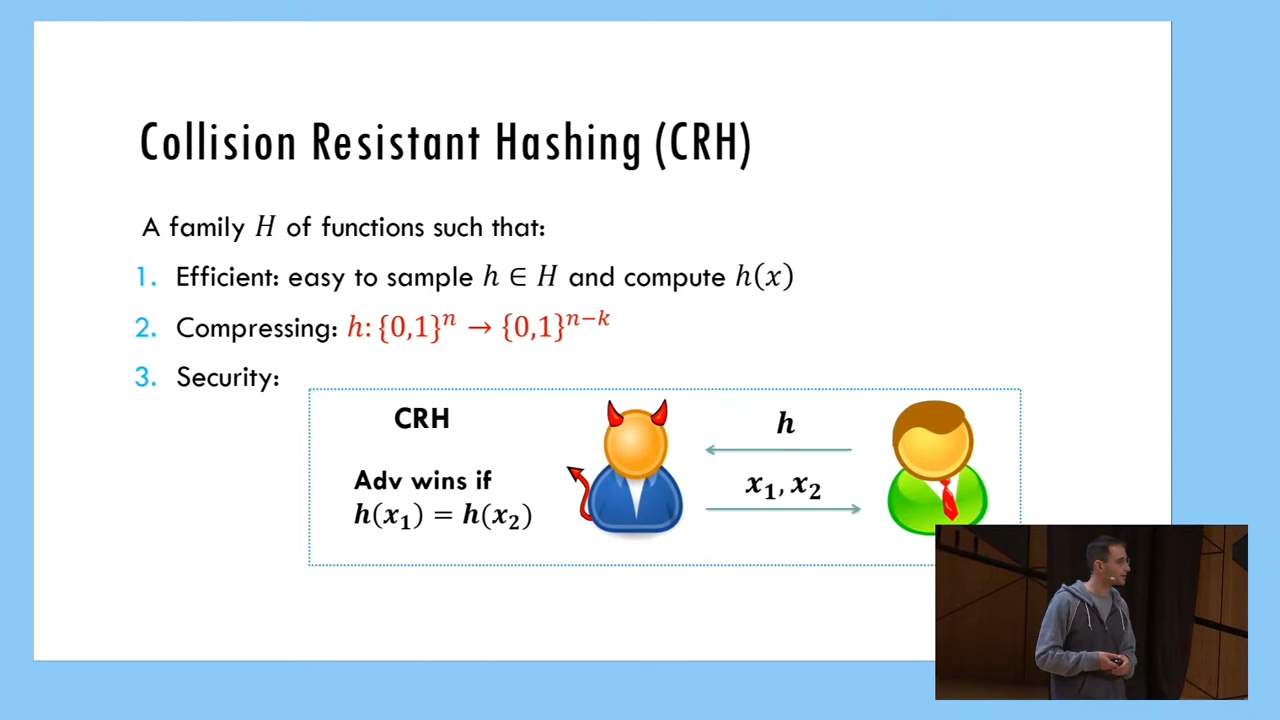 Collision Resistant Hashing (CRH)
A family H of functions such that:
1. Efficient: easy to sample h ∈ H and compute h(x)
2. Compressing: h: {0,1}ⁿ → {0,1}ⁿ⁻ᵏ
3. Security:
CRH
h
Adv wins if
x₁, x₂
h(x₁) = h(x₂)